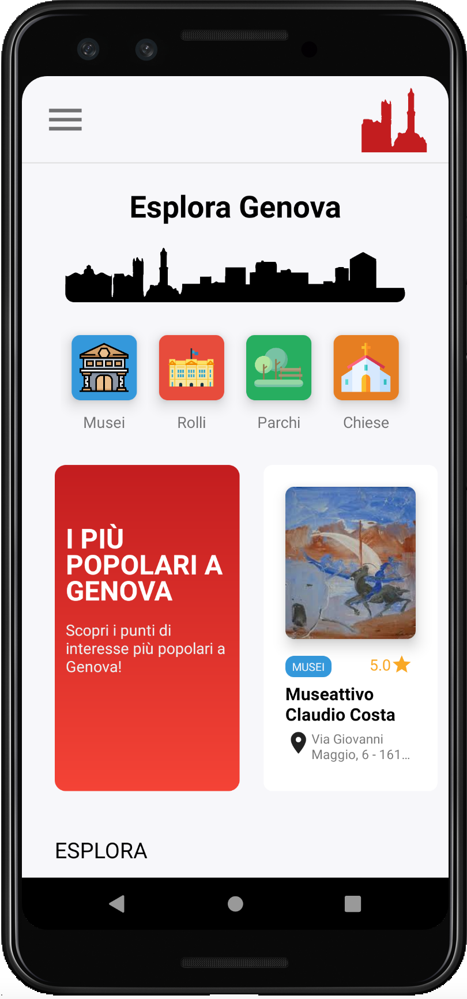 Esplora Genova
Musei
Rolli
Parchi
Chiese
I PIÙ
POPOLARI A
GENOVA
Scopri i punti di
interesse più popolari a
Genova!
MUSEI
5.0
Museattivo
Claudio Costa
Via Giovanni
Maggio, 6 - 161...
ESPLORA